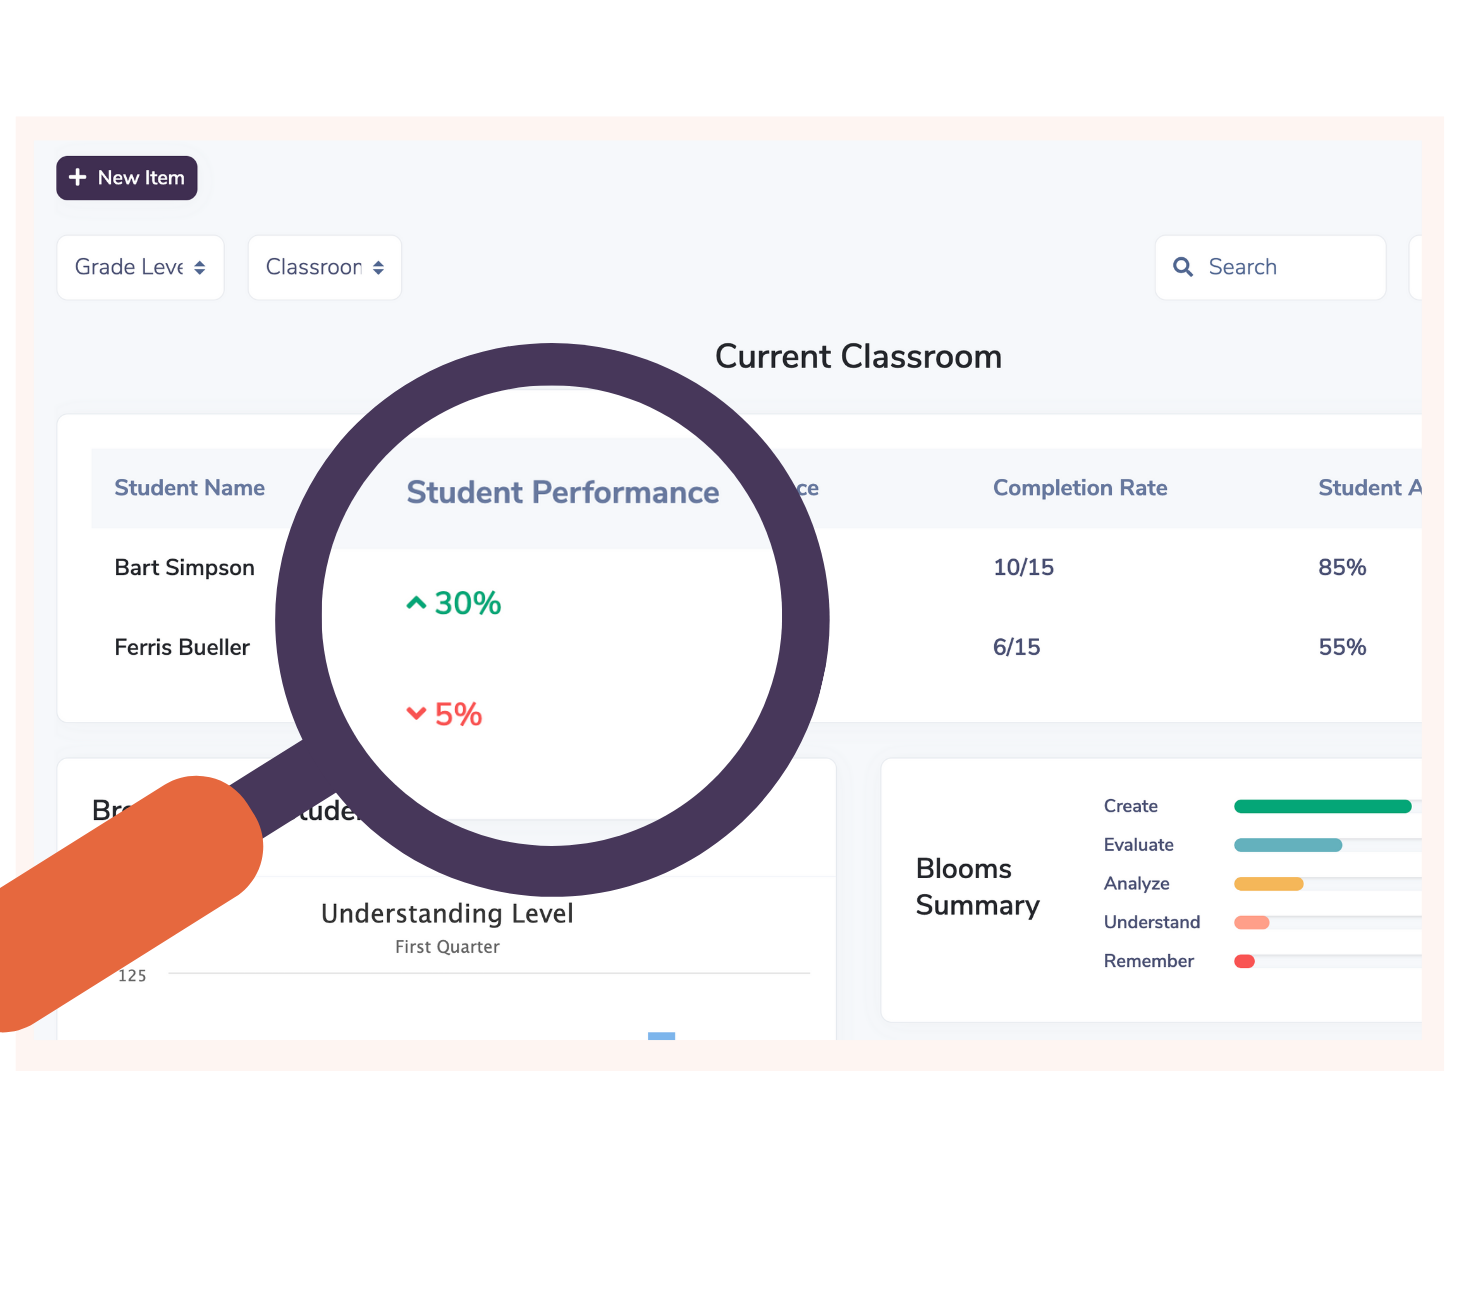 New Item
Grade Leve
Classroon
Search
Current Classroom
Student Name
Student Performance
ce
Completion Rate
Student A
Bart Simpson
30%
10/15
85%
Ferris Bueller
5%
6/15
55%
Blooms
Summary
Create
Evaluate
Analyze
Understand
Remember
Understanding Level
First Quarter
125